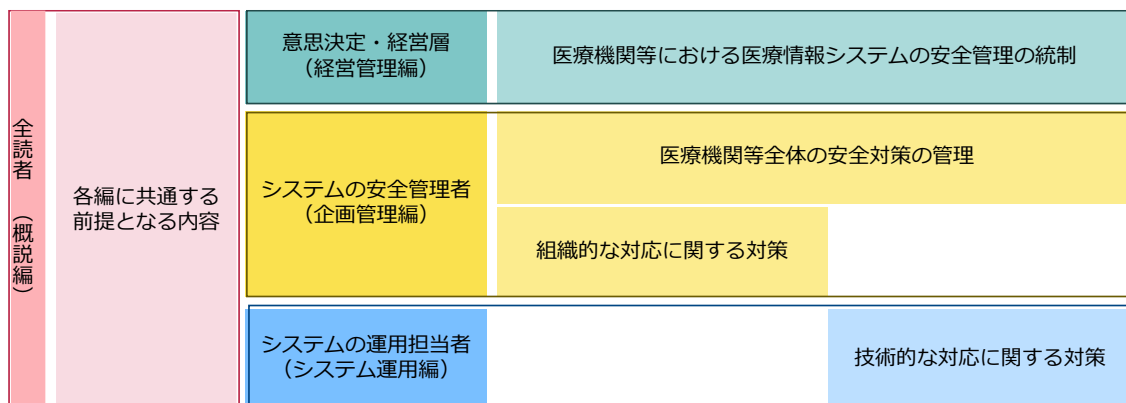 全読者 (概説編)
各編に共通する
前提となる内容
意思決定・経営層
(経営管理編)
医療機関等における医療情報システムの安全管理の統制
システムの安全管理者
(企画管理編)
医療機関等全体の安全対策の管理
組織的な対応に関する対策
システムの運用担当者
(システム運用編)
技術的な対応に関する対策